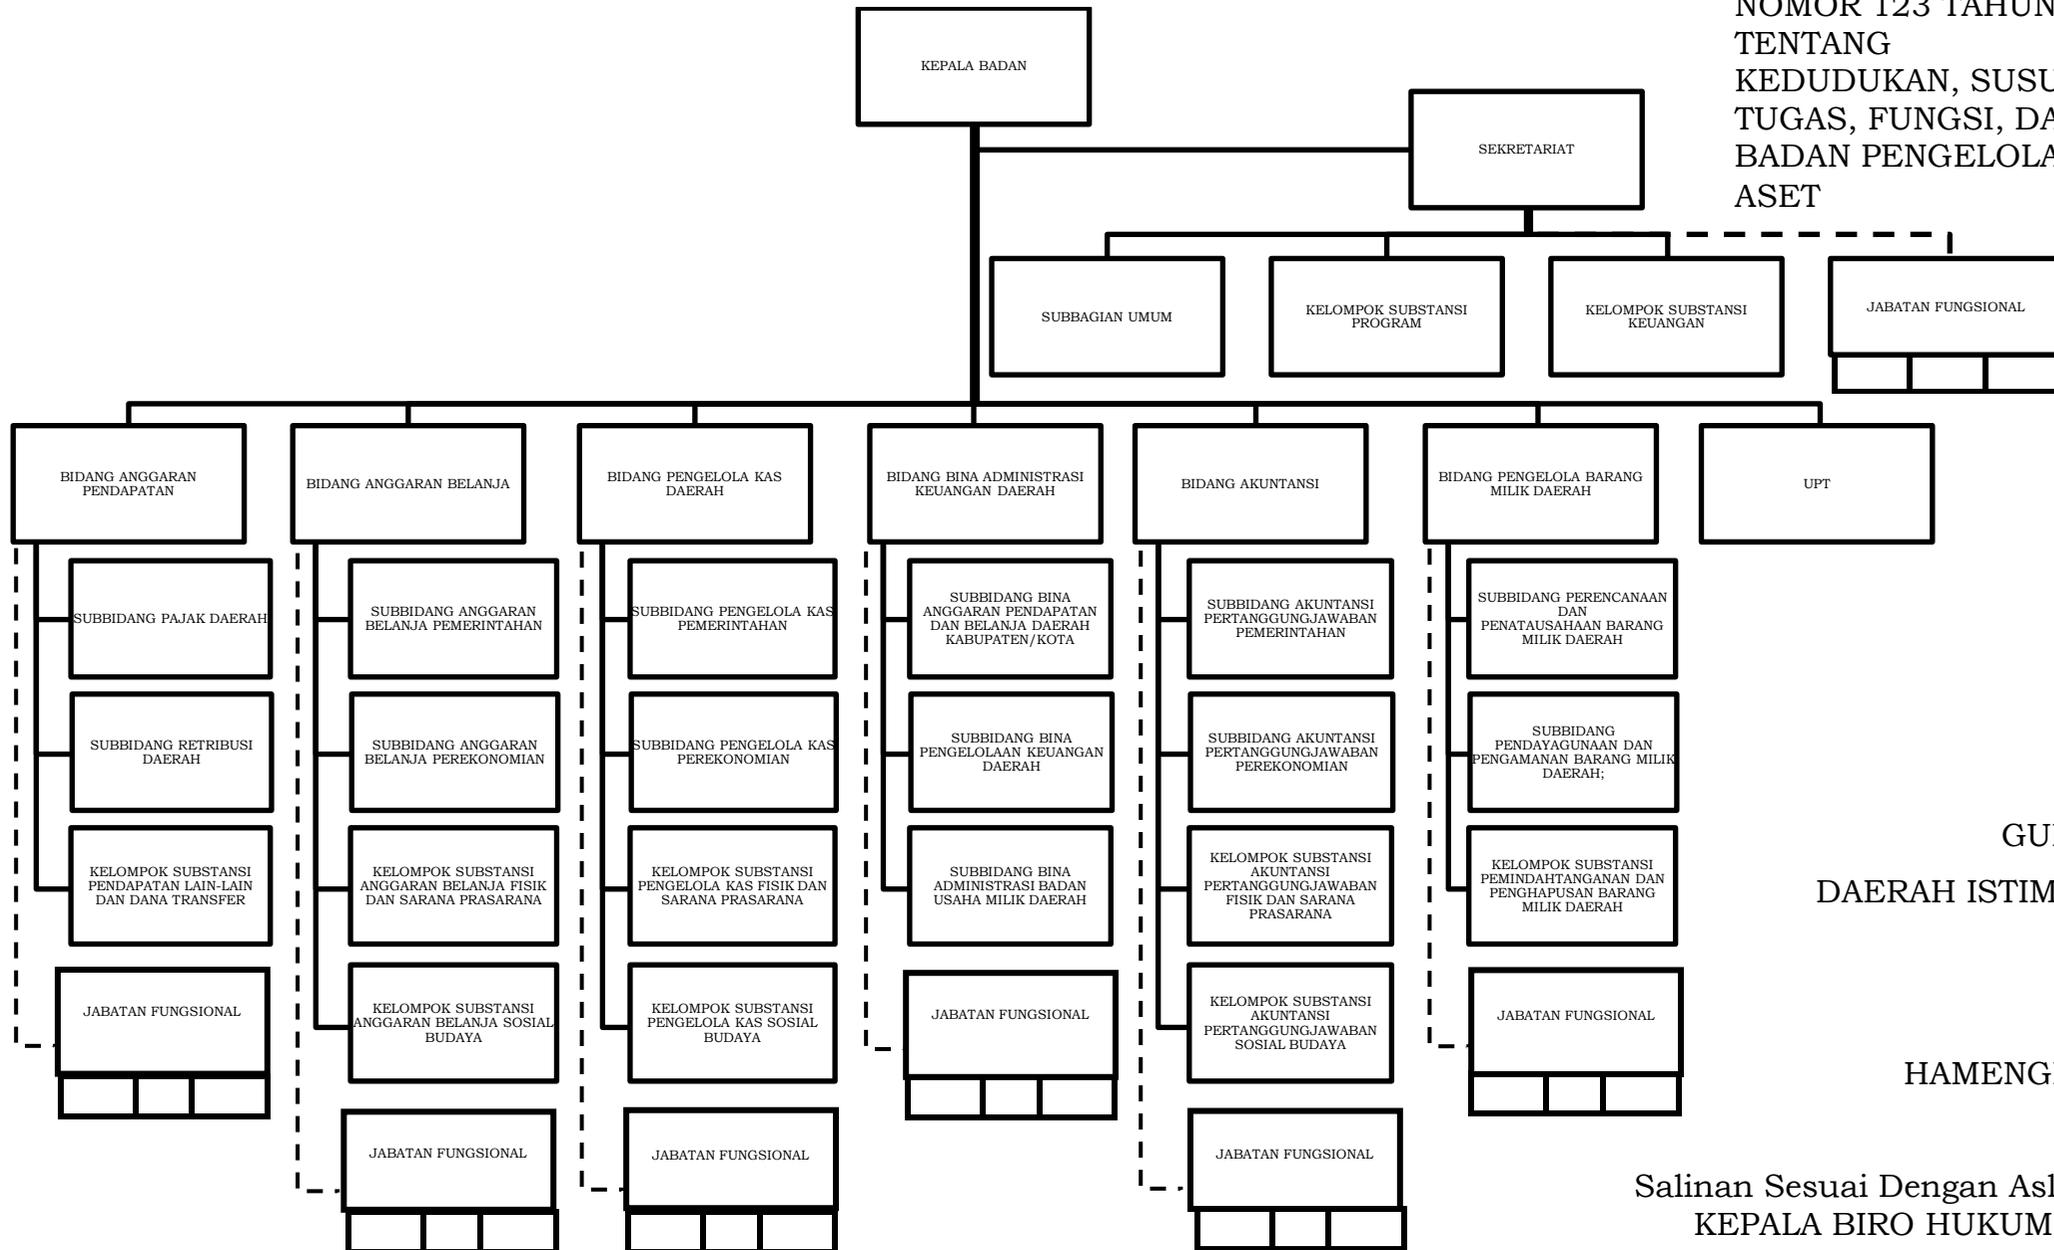 NOMOR 123 TAHUN
TENTANG
KEDUDUKAN, SUSU
TUGAS, FUNGSI, DA
BADAN PENGELOLA
ASET
KEPALA BADAN
SEKRETARIAT
SUBBAGIAN UMUM
KELOMPOK SUBSTANSI
PROGRAM
KELOMPOK SUBSTANSI
KEUANGAN
JABATAN FUNGSIONAL
BIDANG ANGGARAN
PENDAPATAN
BIDANG ANGGARAN BELANJA
BIDANG PENGELOLA KAS
DAERAH
BIDANG BINA ADMINISTRASI
KEUANGAN DAERAH
BIDANG AKUNTANSI
BIDANG PENGELOLA BARANG
MILIK DAERAH
UPT
SUBBIDANG PAJAK DAERAH
SUBBIDANG RETRIBUSI
DAERAH
KELOMPOK SUBSTANSI
PENDAPATAN LAIN-LAIN
DAN DANA TRANSFER
JABATAN FUNGSIONAL
SUBBIDANG ANGGARAN
BELANJA PEMERINTAHAN
SUBBIDANG ANGGARAN
BELANJA PEREKONOMIAN
KELOMPOK SUBSTANSI
ANGGARAN BELANJA FISIK
DAN SARANA PRASARANA
KELOMPOK SUBSTANSI
ANGGARAN BELANJA SOSIAL
BUDAYA
JABATAN FUNGSIONAL
SUBBIDANG PENGELOLA KAS
PEMERINTAHAN
SUBBIDANG PENGELOLA KAS
PEREKONOMIAN
KELOMPOK SUBSTANSI
PENGELOLA KAS FISIK DAN
SARANA PRASARANA
KELOMPOK SUBSTANSI
PENGELOLA KAS SOSIAL
BUDAYA
JABATAN FUNGSIONAL
SUBBIDANG BINA
ANGGARAN PENDAPATAN
DAN BELANJA DAERAH
KABUPATEN/KOTA
SUBBIDANG BINA
PENGELOLAAN KEUANGAN
DAERAH
SUBBIDANG BINA
ADMINISTRASI BADAN
USAHA MILIK DAERAH
JABATAN FUNGSIONAL
SUBBIDANG AKUNTANSI
PERTANGGUNGJAWABAN
PEMERINTAHAN
SUBBIDANG AKUNTANSI
PERTANGGUNGJAWABAN
PEREKONOMIAN
KELOMPOK SUBSTANSI
AKUNTANSI
PERTANGGUNGJAWABAN
FISIK DAN SARANA
PRASARANA
KELOMPOK SUBSTANSI
AKUNTANSI
PERTANGGUNGJAWABAN
SOSIAL BUDAYA
JABATAN FUNGSIONAL
SUBBIDANG PERENCANAAN
DAN
PENATAUSAHAAN BARANG
MILIK DAERAH
SUBBIDANG
PENDAYAGUNAAN DAN
PENGAMANAN BARANG MILIK
DAERAH;
KELOMPOK SUBSTANSI
PEMINDAHTANGANAN DAN
PENGHAPUSAN BARANG
MILIK DAERAH
JABATAN FUNGSIONAL
GU
DAERAH ISTIM
HAMENG
Salinan Sesuai Dengan Asl
KEPALA BIRO HUKUM